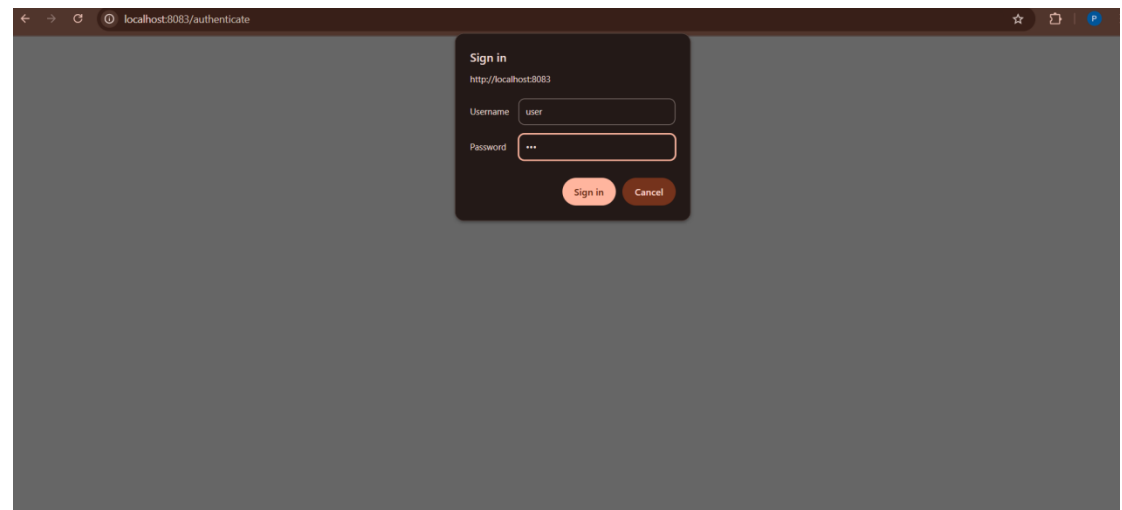 localhost:8083/authenticate
P
Sign in
http://localhost:8083
Username user
Password •••
Sign in Cancel